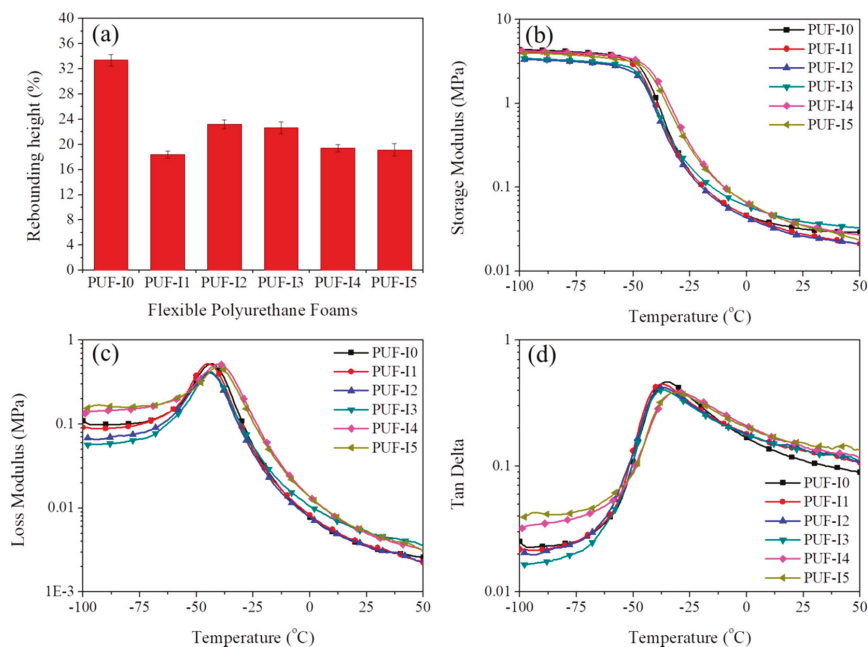 (a)
Rebounding height (%)
40
36
32
28
24
20
16
12
8
4
0
PUF-I0 PUF-I1 PUF-I2 PUF-I3 PUF-I4 PUF-I5
Flexible Polyurethane Foams
(b)
PUF-I0
PUF-I1
PUF-I2
PUF-I3
PUF-I4
PUF-I5
Storage Modulus (MPa)
10
1
0.1
0.01
-100 -75 -50 -25 0 25 50
Temperature (°C)
(c)
PUF-I0
PUF-I1
PUF-I2
PUF-I3
PUF-I4
PUF-I5
Loss Modulus (MPa)
1
0.1
0.01
1E-3
-100 -75 -50 -25 0 25 50
Temperature (°C)
(d)
Tan Delta
1
0.1
0.01
PUF-I0
PUF-I1
PUF-I2
PUF-I3
PUF-I4
PUF-I5
-100 -75 -50 -25 0 25 50
Temperature (°C)